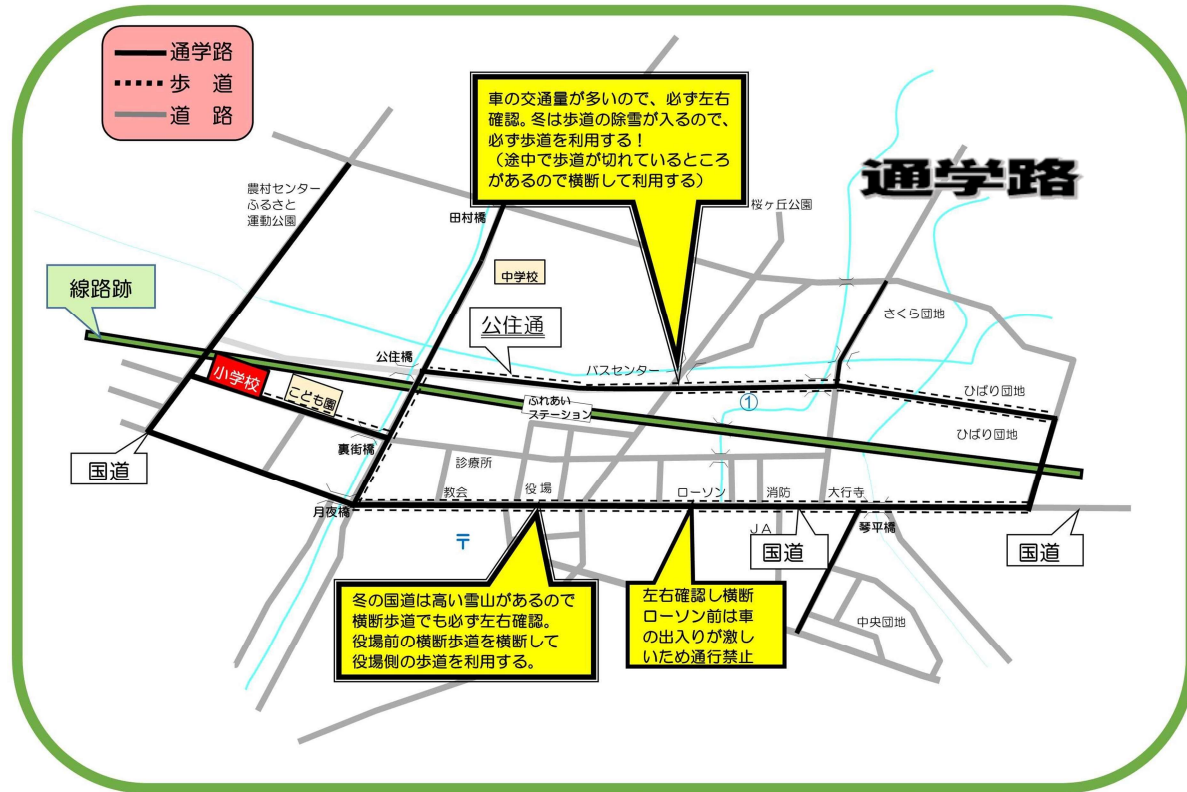 通学路
歩　道
道　路
車の交通量が多いので、必ず左右
確認。冬は歩道の除雪が入るので、
必ず歩道を利用する！
（途中で歩道が切れているところ
があるので横断して利用する）
通学路
農村センター
ふるさと
運動公園
田村橋
桜ヶ丘公園
中学校
線路跡
公住通
さくら団地
公住橋
バスセンター
小学校
こども園
ふれあい
ステーション
①
ひばり団地
ひばり団地
裏街橋
国道
診療所
教会
役場
ローソン
消防
大行寺
月夜橋
〒
ＪＡ
国道
琴平橋
国道
冬の国道は高い雪山があるので
横断歩道でも必ず左右確認。
役場前の横断歩道を横断して
役場側の歩道を利用する。
左右確認し横断
ローソン前は車
の出入りが激し
いため通行禁止
中央団地